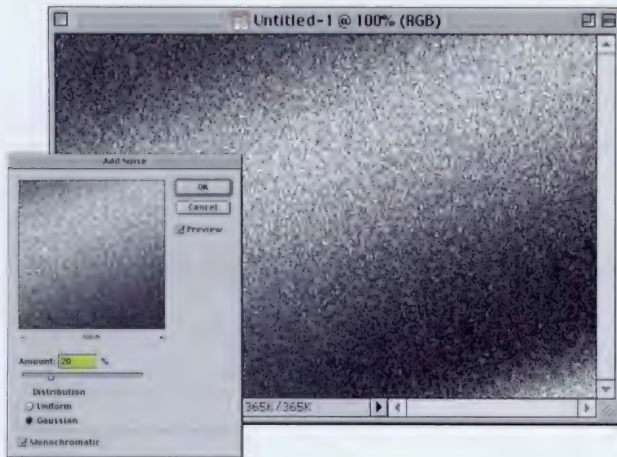 Untitled-1 @ 100% (RGB)
Add Noise
OK
Cancel
Preview
Amount: 20 %
Distribution
Uniform
Gaussian
Monochromatic
365K/365K